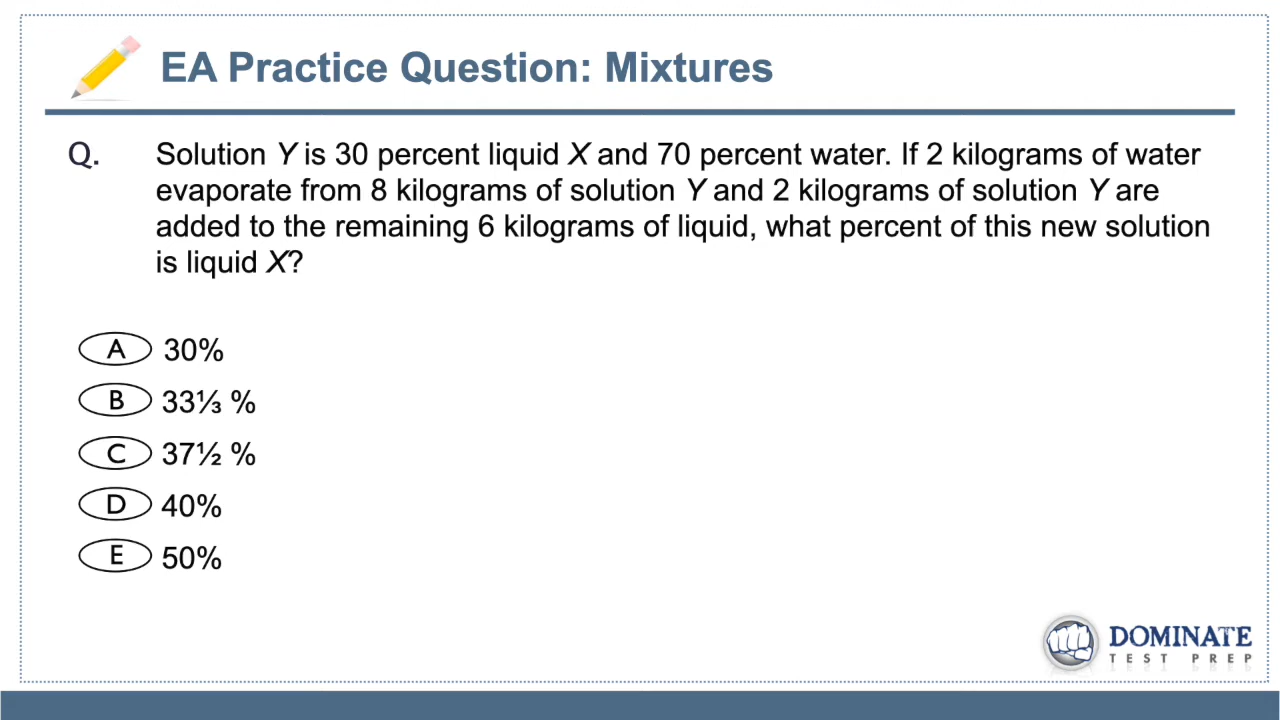 EA Practice Question: Mixtures
Q. Solution Y is 30 percent liquid X and 70 percent water. If 2 kilograms of water
evaporate from 8 kilograms of solution Y and 2 kilograms of solution Y are
added to the remaining 6 kilograms of liquid, what percent of this new solution
is liquid X?
A 30%
B 33⅓ %
C 37½ %
D 40%
E 50%
DOMINATE
TEST PREP